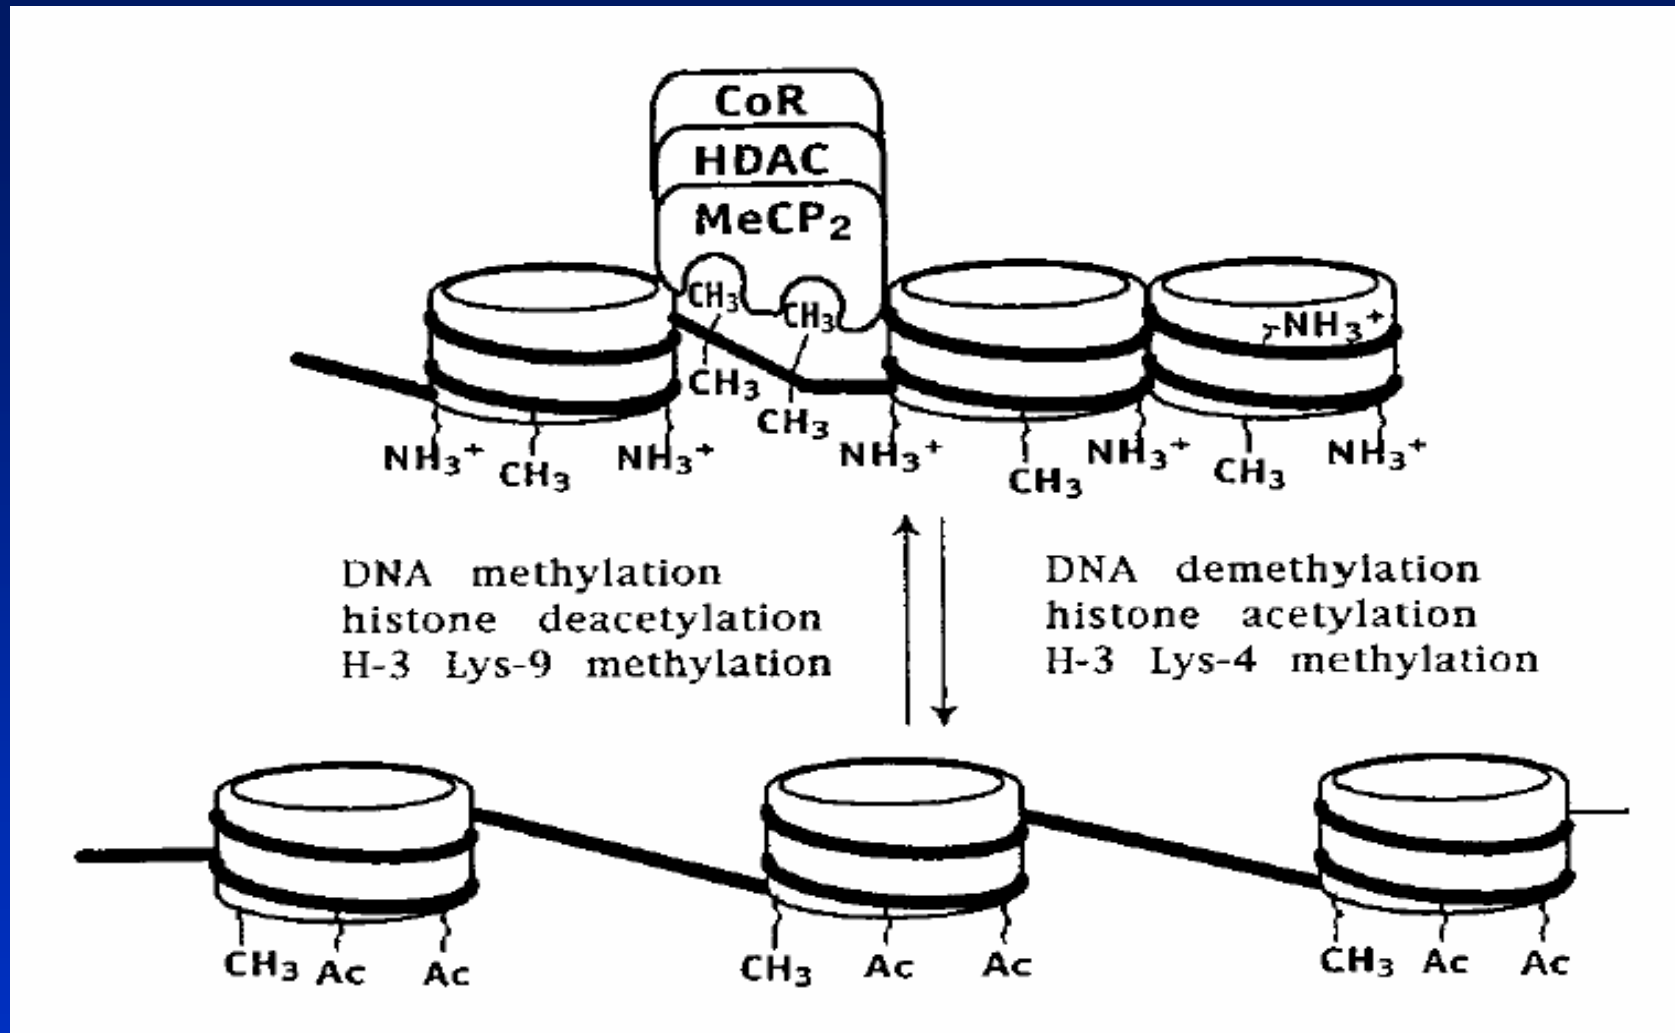 CoR
HDAC
MeCP2
CH3 CH3
NH3+
CH3
CH3
NH3+ CH3 NH3+ NH3+ CH3 NH3+ CH3 NH3+
DNA methylation
histone deacetylation
H-3 Lys-9 methylation
DNA demethylation
histone acetylation
H-3 Lys-4 methylation
CH3 Ac Ac CH3 Ac Ac CH3 Ac Ac